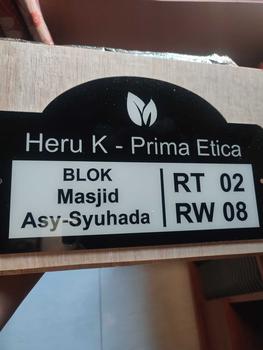 Heru K - Prima Etica
BLOK
Masjid
Asy-Syuhada
RT 02
RW 08